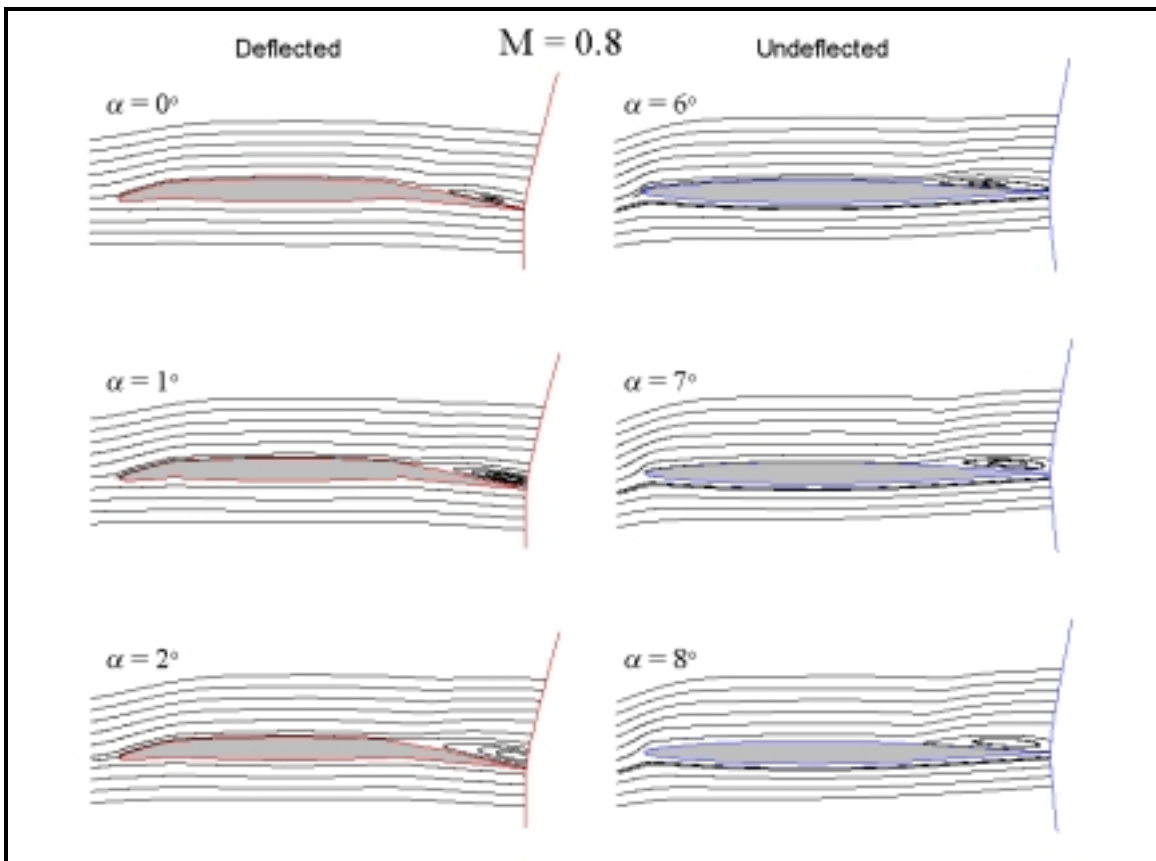 Deflected M = 0.8 Undeflected
α = 0° α = 6°
α = 1° α = 7°
α = 2° α = 8°